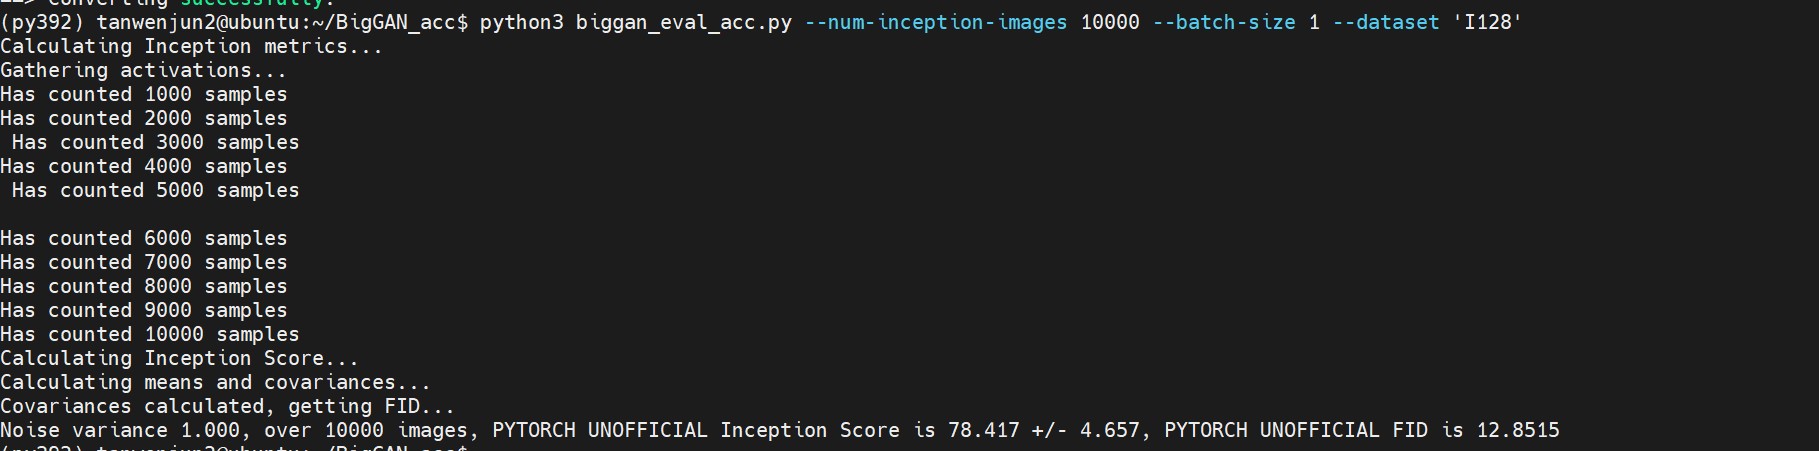 ==> converting successfully.
(py392) tanwenjun2@ubuntu:~/BigGAN_acc$ python3 biggan_eval_acc.py --num-inception-images 10000 --batch-size 1 --dataset 'I128'
Calculating Inception metrics...
Gathering activations...
Has counted 1000 samples
Has counted 2000 samples
 Has counted 3000 samples
Has counted 4000 samples
 Has counted 5000 samples
Has counted 6000 samples
Has counted 7000 samples
Has counted 8000 samples
Has counted 9000 samples
Has counted 10000 samples
Calculating Inception Score...
Calculating means and covariances...
Covariances calculated, getting FID...
Noise variance 1.000, over 10000 images, PYTORCH UNOFFICIAL Inception Score is 78.417 +/- 4.657, PYTORCH UNOFFICIAL FID is 12.8515
(py392) tanwenjun2@ubuntu:~/BigGAN_acc$